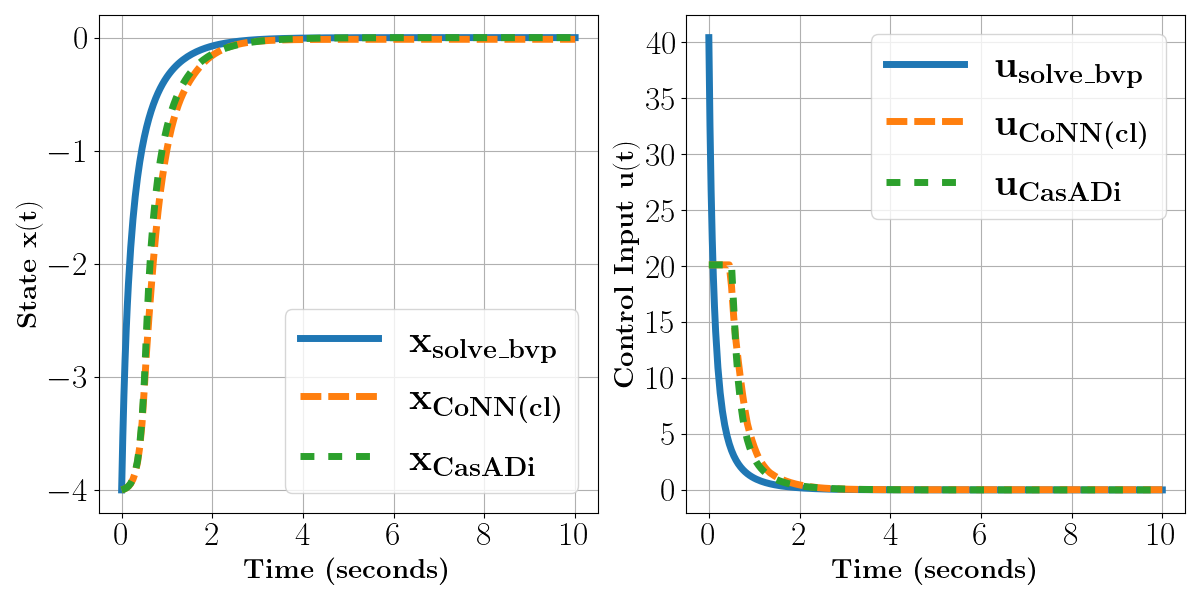 State x(t)
0
−1
−2
−3
−4
x_solve_bvp
x_CoNN(cl)
x_CasADi
0 2 4 6 8 10
Time (seconds)
Control Input u(t)
40
35
30
25
20
15
10
5
0
u_solve_bvp
u_CoNN(cl)
u_CasADi
0 2 4 6 8 10
Time (seconds)